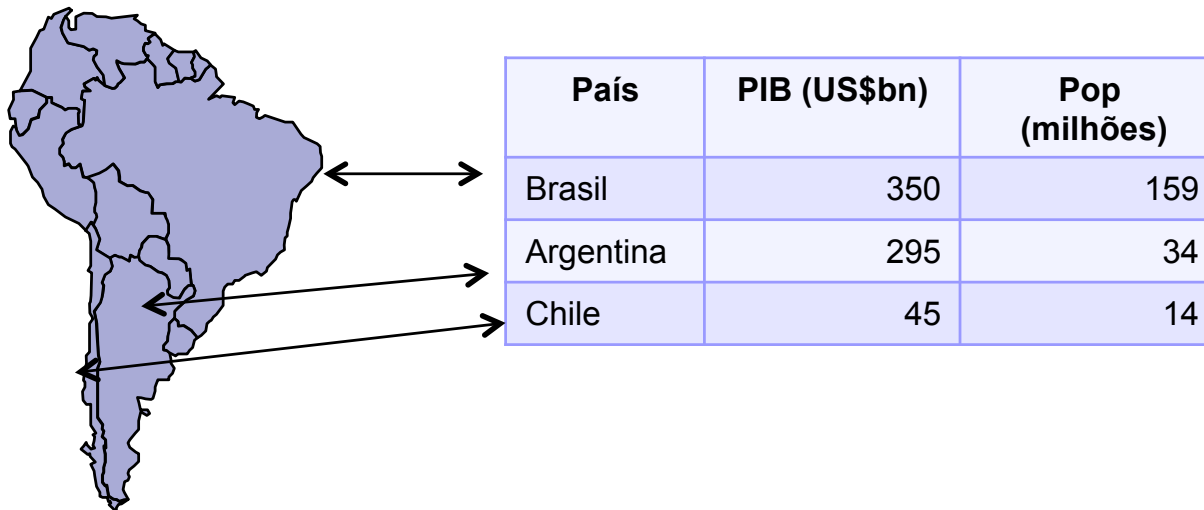 País PIB (US$bn) Pop
(milhões)
Brasil 350 159
Argentina 295 34
Chile 45 14